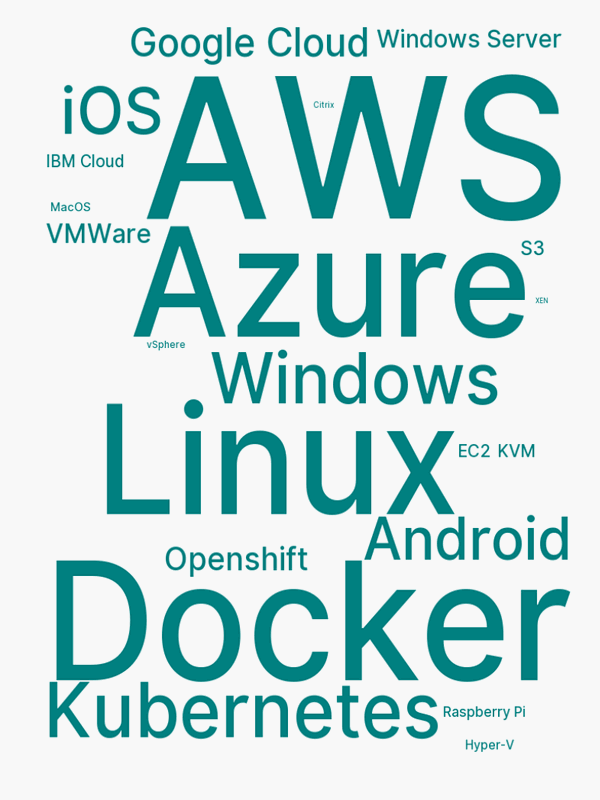 Google Cloud
Windows Server
iOS
AWS
Citrix
IBM Cloud
MacOS
VMWare
Azure
S3
XEN
vSphere
Windows
Linux
EC2
KVM
Android
Openshift
Docker
Kubernetes
Raspberry Pi
Hyper-V